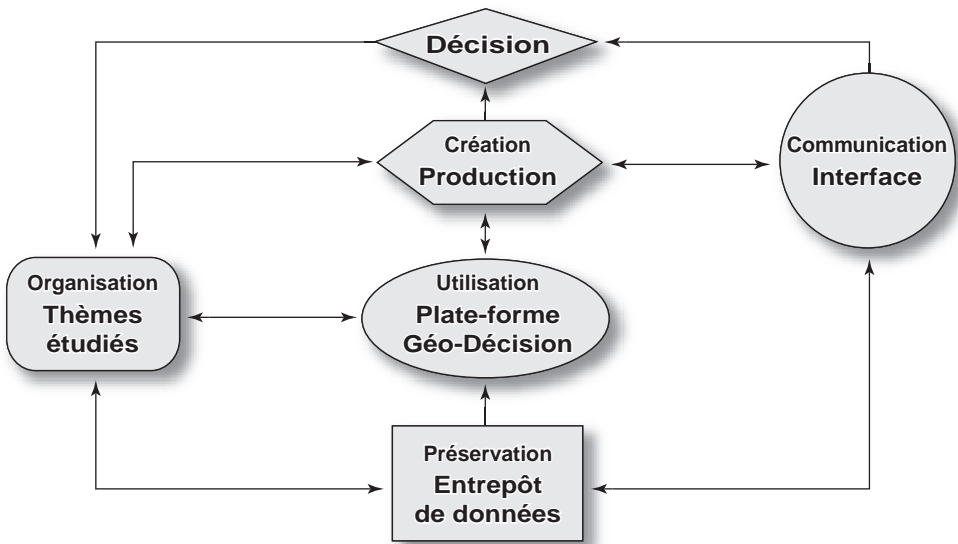 Décision
Création
Production
Communication
Interface
Organisation
Thèmes
étudiés
Utilisation
Plate-forme
Géo-Décision
Préservation
Entrepôt
de données